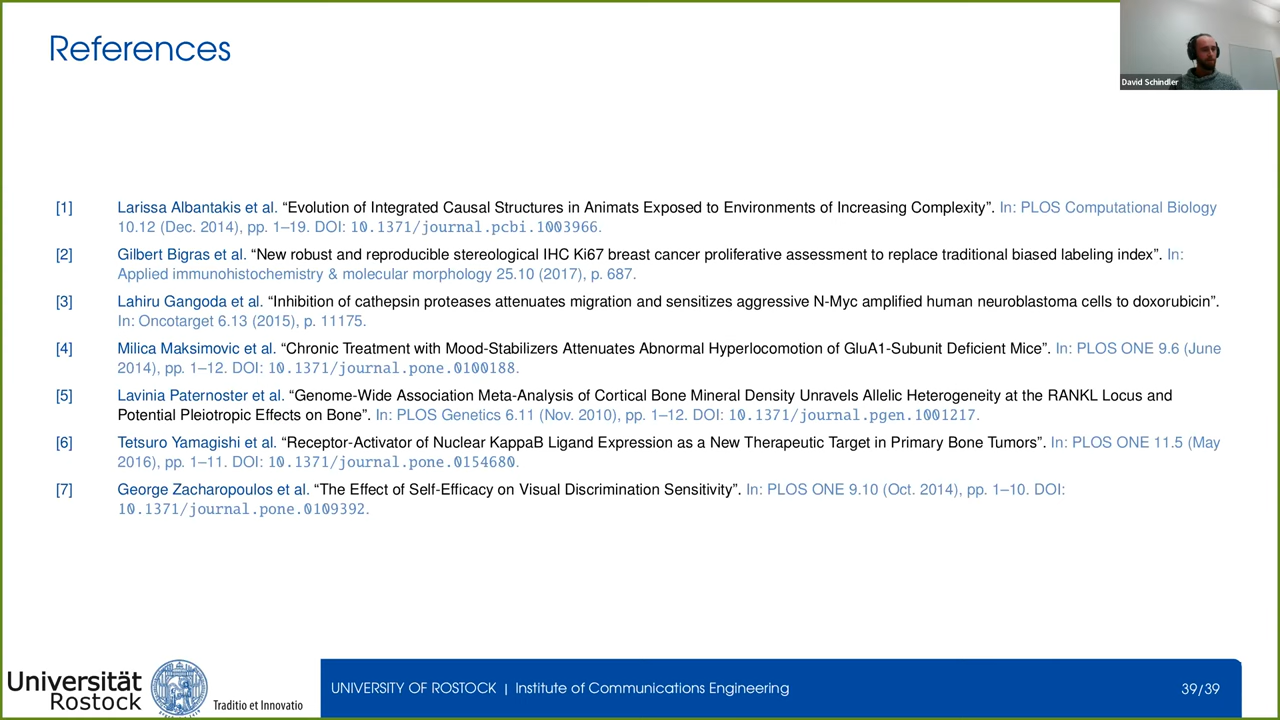 References
David Schindler
[1] Larissa Albantakis et al. “Evolution of Integrated Causal Structures in Animats Exposed to Environments of Increasing Complexity”. In: PLOS Computational Biology
10.12 (Dec. 2014), pp. 1–19. DOI: 10.1371/journal.pcbi.1003966.
[2] Gilbert Bigras et al. “New robust and reproducible stereological IHC Ki67 breast cancer proliferative assessment to replace traditional biased labeling index”. In:
Applied immunohistochemistry & molecular morphology 25.10 (2017), p. 687.
[3] Lahiru Gangoda et al. “Inhibition of cathepsin proteases attenuates migration and sensitizes aggressive N-Myc amplified human neuroblastoma cells to doxorubicin”.
In: Oncotarget 6.13 (2015), p. 11175.
[4] Milica Maksimovic et al. “Chronic Treatment with Mood-Stabilizers Attenuates Abnormal Hyperlocomotion of GluA1-Subunit Deficient Mice”. In: PLOS ONE 9.6 (June
2014), pp. 1–12. DOI: 10.1371/journal.pone.0100188.
[5] Lavinia Paternoster et al. “Genome-Wide Association Meta-Analysis of Cortical Bone Mineral Density Unravels Allelic Heterogeneity at the RANKL Locus and
Potential Pleiotropic Effects on Bone”. In: PLOS Genetics 6.11 (Nov. 2010), pp. 1–12. DOI: 10.1371/journal.pgen.1001217.
[6] Tetsuro Yamagishi et al. “Receptor-Activator of Nuclear KappaB Ligand Expression as a New Therapeutic Target in Primary Bone Tumors”. In: PLOS ONE 11.5 (May
2016), pp. 1–11. DOI: 10.1371/journal.pone.0154680.
[7] George Zacharopoulos et al. “The Effect of Self-Efficacy on Visual Discrimination Sensitivity”. In: PLOS ONE 9.10 (Oct. 2014), pp. 1–10. DOI:
10.1371/journal.pone.0109392.
Universität
Rostock
Traditio et Innovatio
UNIVERSITY OF ROSTOCK | Institute of Communications Engineering
39/39